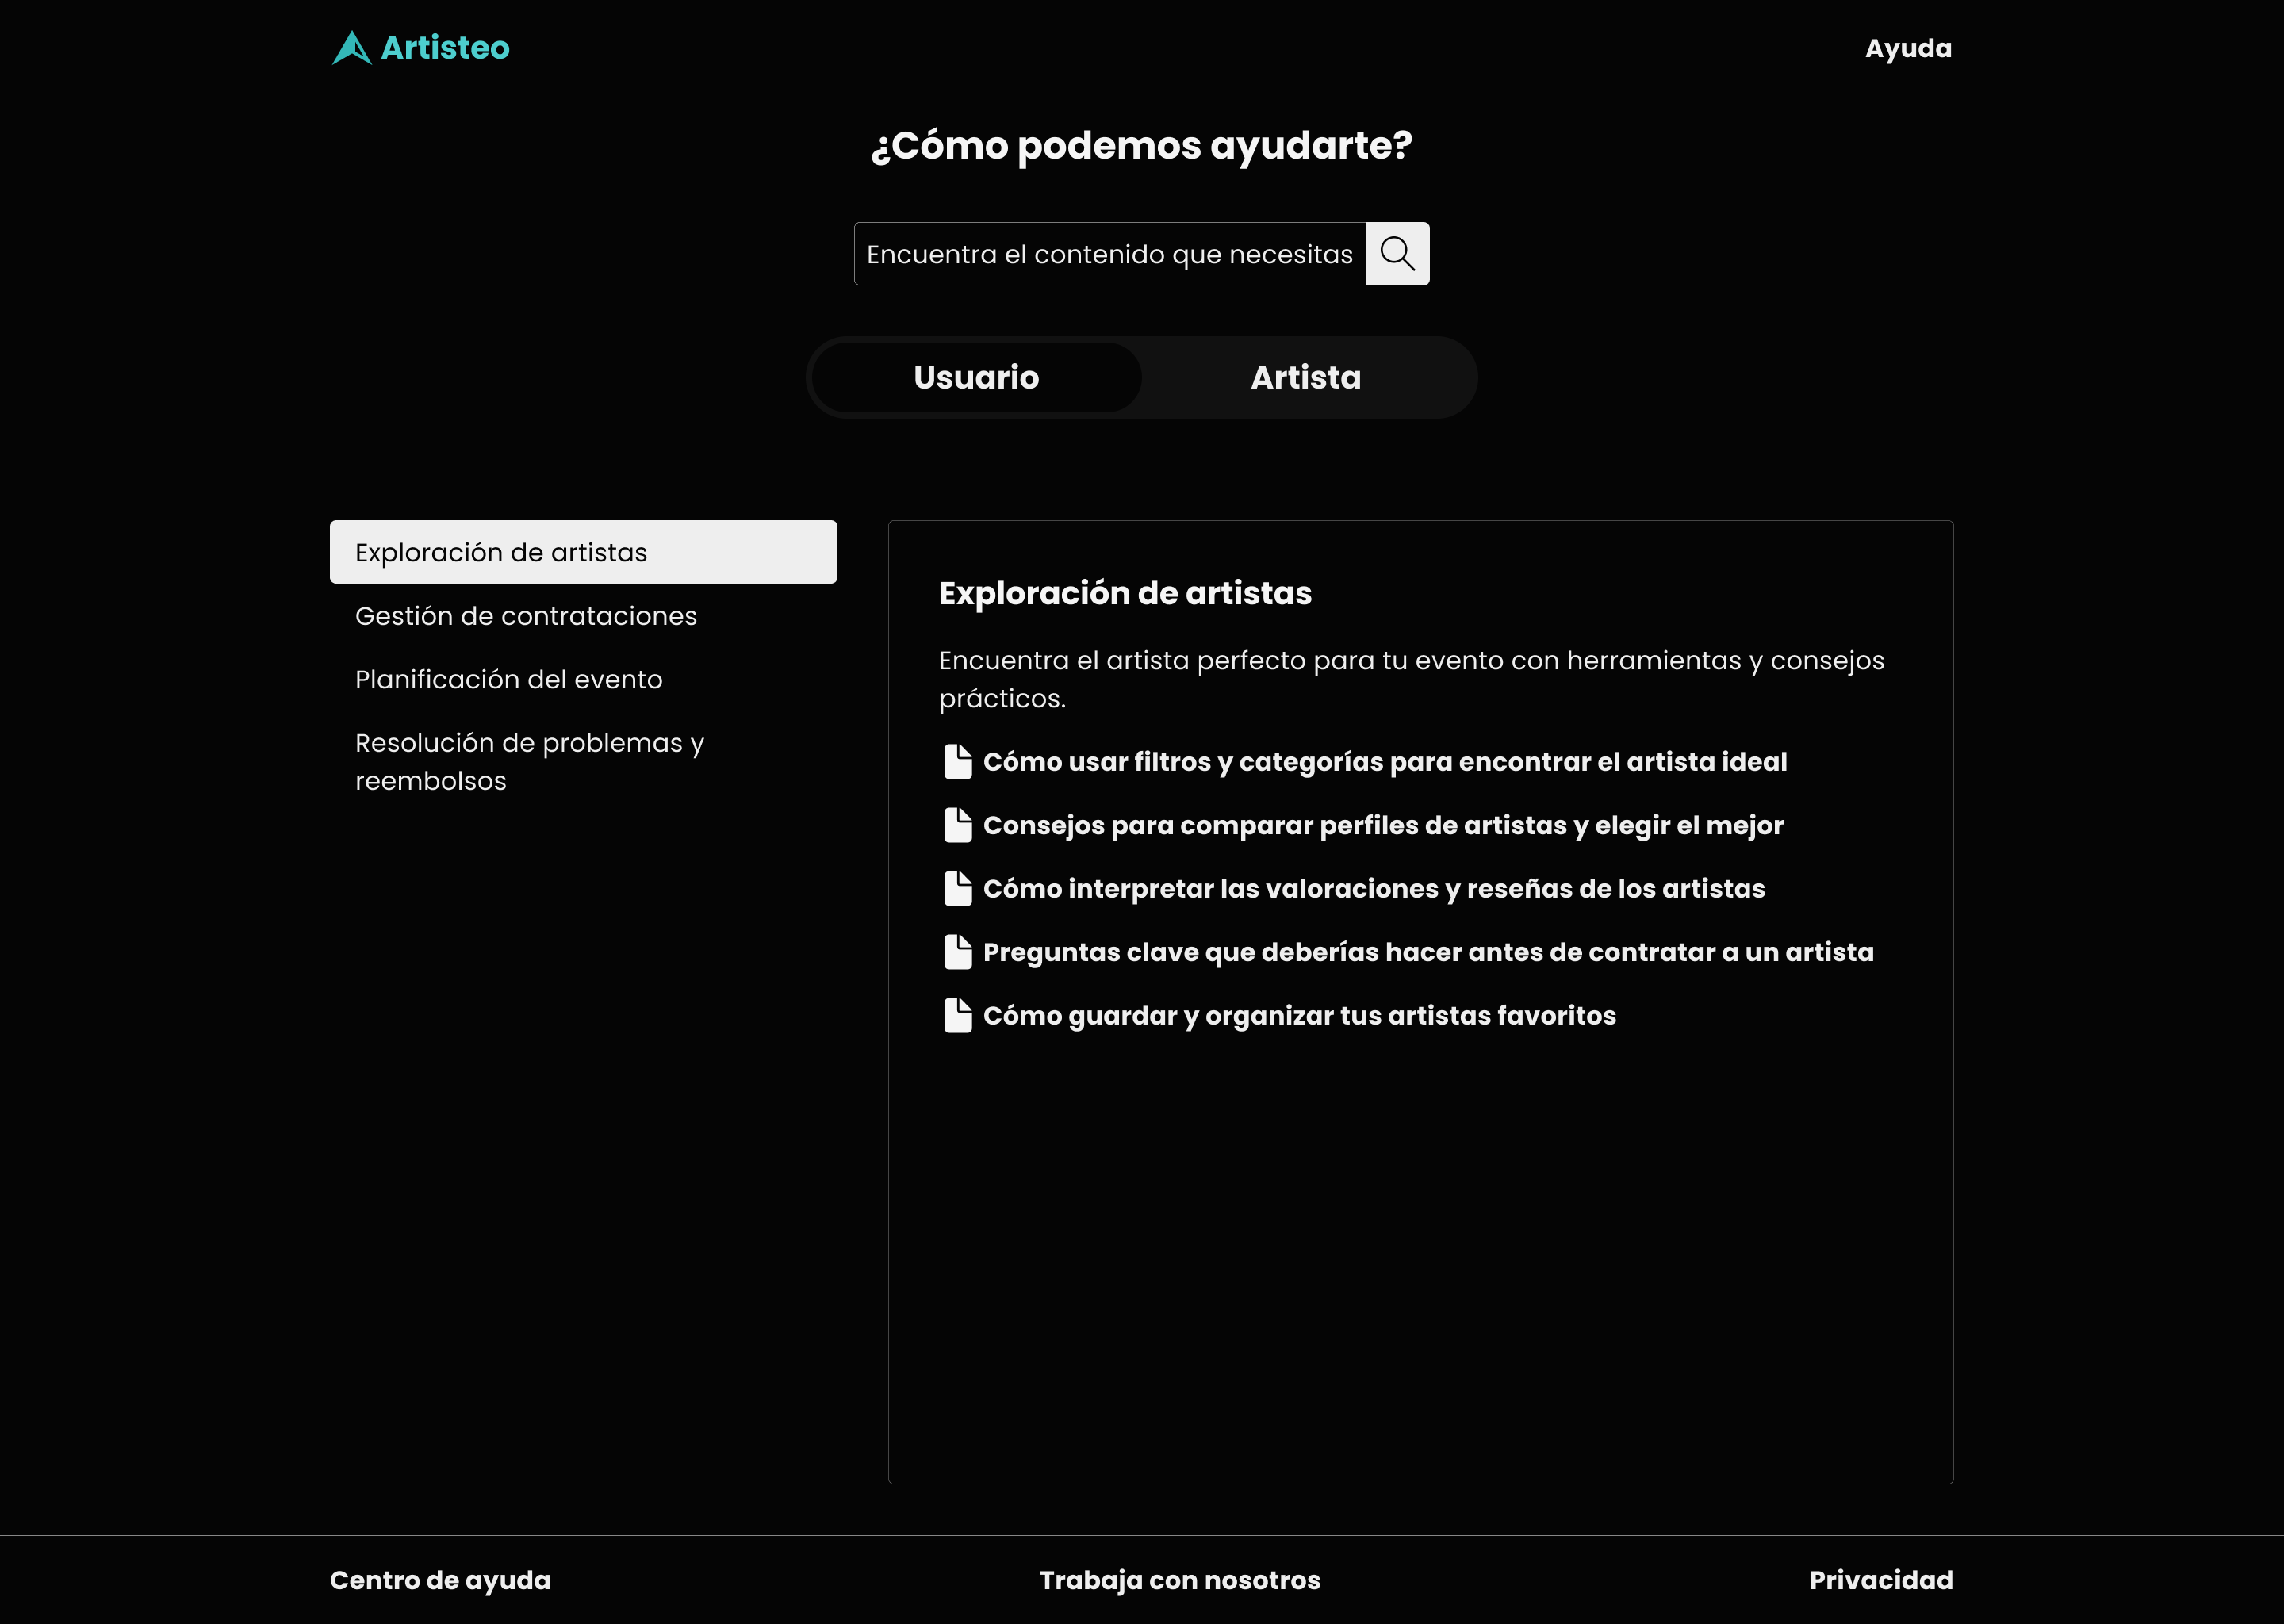 Artisteo
Ayuda
¿Cómo podemos ayudarte?
Encuentra el contenido que necesitas
Usuario
Artista
Exploración de artistas
Gestión de contrataciones
Planificación del evento
Resolución de problemas y
reembolsos
Exploración de artistas
Encuentra el artista perfecto para tu evento con herramientas y consejos
prácticos.
Cómo usar filtros y categorías para encontrar el artista ideal
Consejos para comparar perfiles de artistas y elegir el mejor
Cómo interpretar las valoraciones y reseñas de los artistas
Preguntas clave que deberías hacer antes de contratar a un artista
Cómo guardar y organizar tus artistas favoritos
Centro de ayuda
Trabaja con nosotros
Privacidad